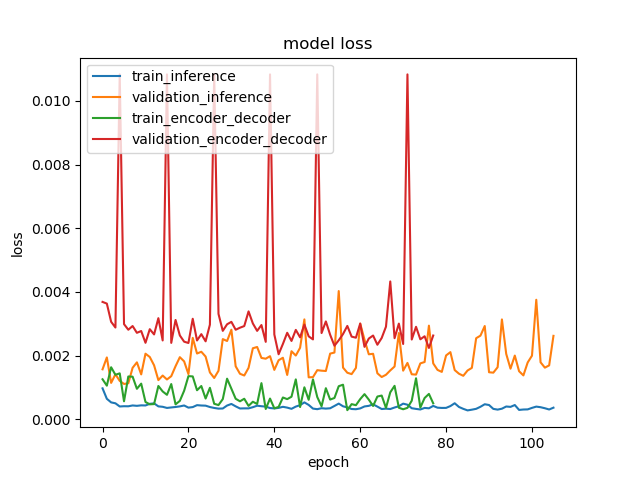 model loss
train_inference
validation_inference
train_encoder_decoder
validation_encoder_decoder
0.010
0.008
0.006
0.004
0.002
0.000
loss
0 20 40 60 80 100
epoch